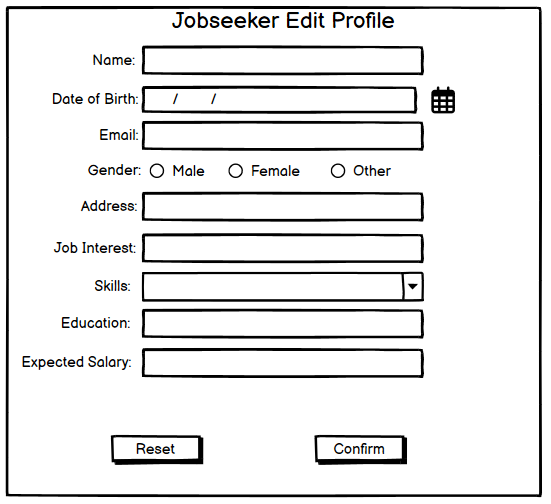 Jobseeker Edit Profile
Name:
Date of Birth: / /
Email:
Gender: Male Female Other
Address:
Job Interest:
Skills:
Education:
Expected Salary:
Reset Confirm